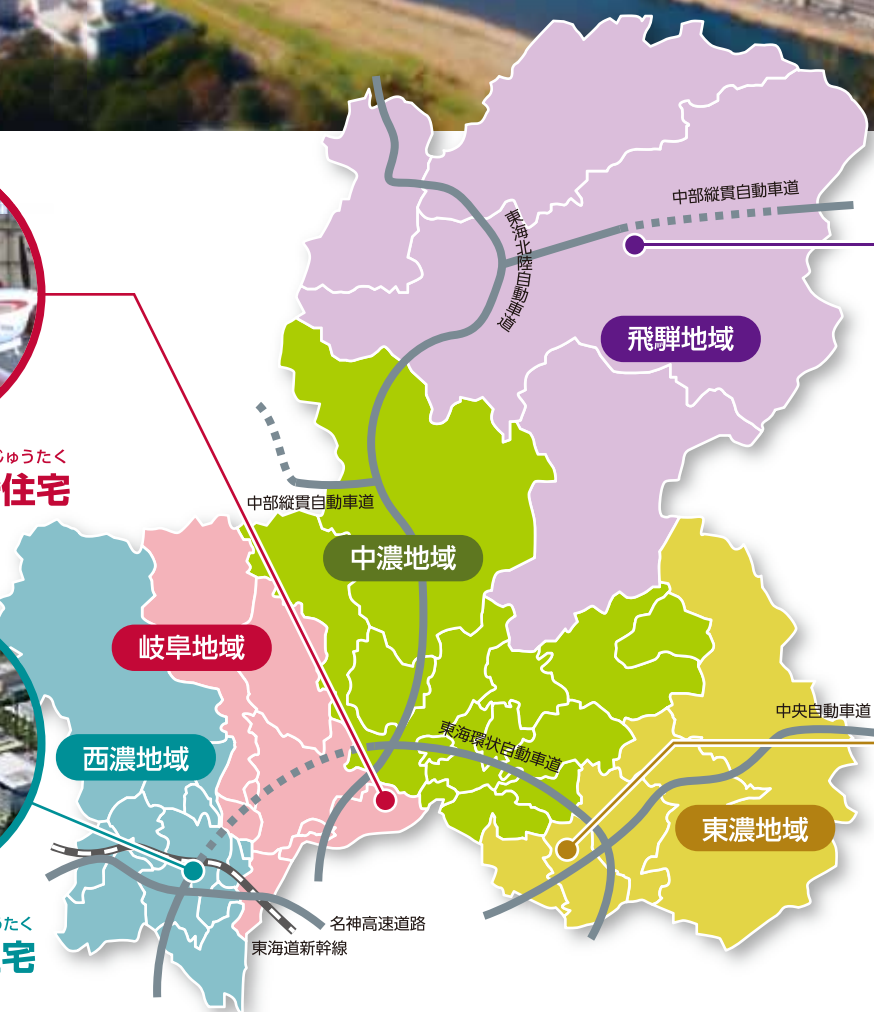 中部縦貫自動車道
東海北陸自動車道
飛騨地域
じゅうたく
住宅
中部縦貫自動車道
中濃地域
岐阜地域
中央自動車道
東海環状自動車道
西濃地域
東濃地域
うたく
宅
名神高速道路
東海道新幹線